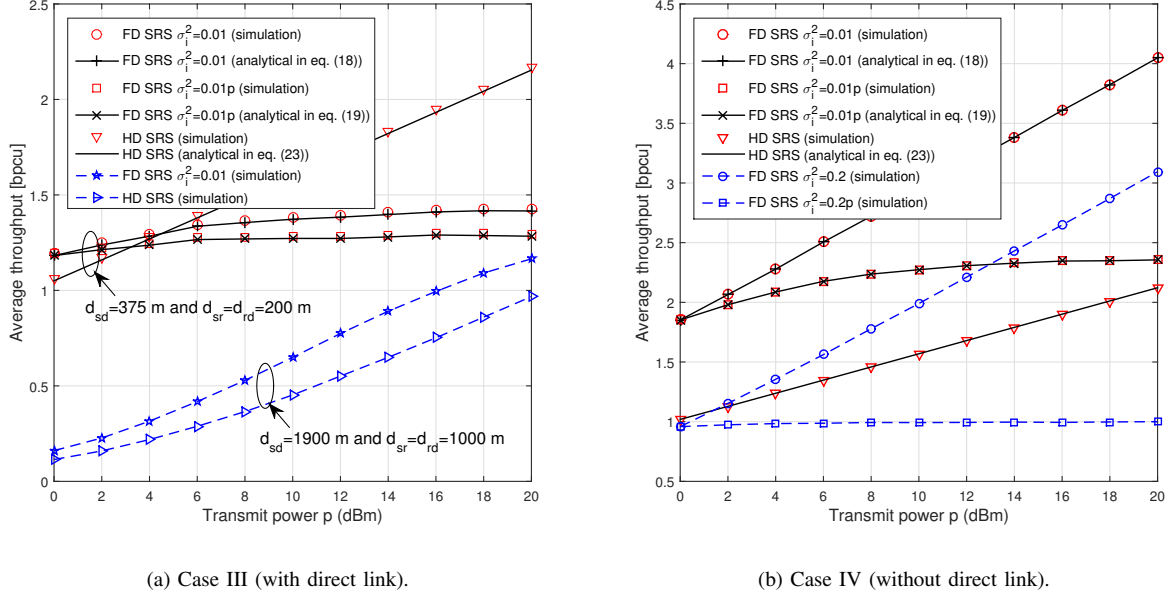 FD SRS σ_i^2=0.01 (simulation)
FD SRS σ_i^2=0.01 (analytical in eq. (18))
FD SRS σ_i^2=0.01p (simulation)
FD SRS σ_i^2=0.01p (analytical in eq. (19))
HD SRS (simulation)
HD SRS (analytical in eq. (23))
FD SRS σ_i^2=0.01 (simulation)
HD SRS (simulation)
2.5
2
1.5
1
0.5
0
Average throughput [bpcu]
d_sd=375 m and d_sr=d_rd=200 m
d_sd=1900 m and d_sr=d_rd=1000 m
0 2 4 6 8 10 12 14 16 18 20
Transmit power p (dBm)
(a) Case III (with direct link).
FD SRS σ_i^2=0.01 (simulation)
FD SRS σ_i^2=0.01 (analytical in eq. (18))
FD SRS σ_i^2=0.01p (simulation)
FD SRS σ_i^2=0.01p (analytical in eq. (19))
HD SRS (simulation)
HD SRS (analytical in eq. (23))
FD SRS σ_i^2=0.2 (simulation)
FD SRS σ_i^2=0.2p (simulation)
4.5
4
3.5
3
2.5
2
1.5
1
0.5
Average throughput [bpcu]
0 2 4 6 8 10 12 14 16 18 20
Transmit power p (dBm)
(b) Case IV (without direct link).